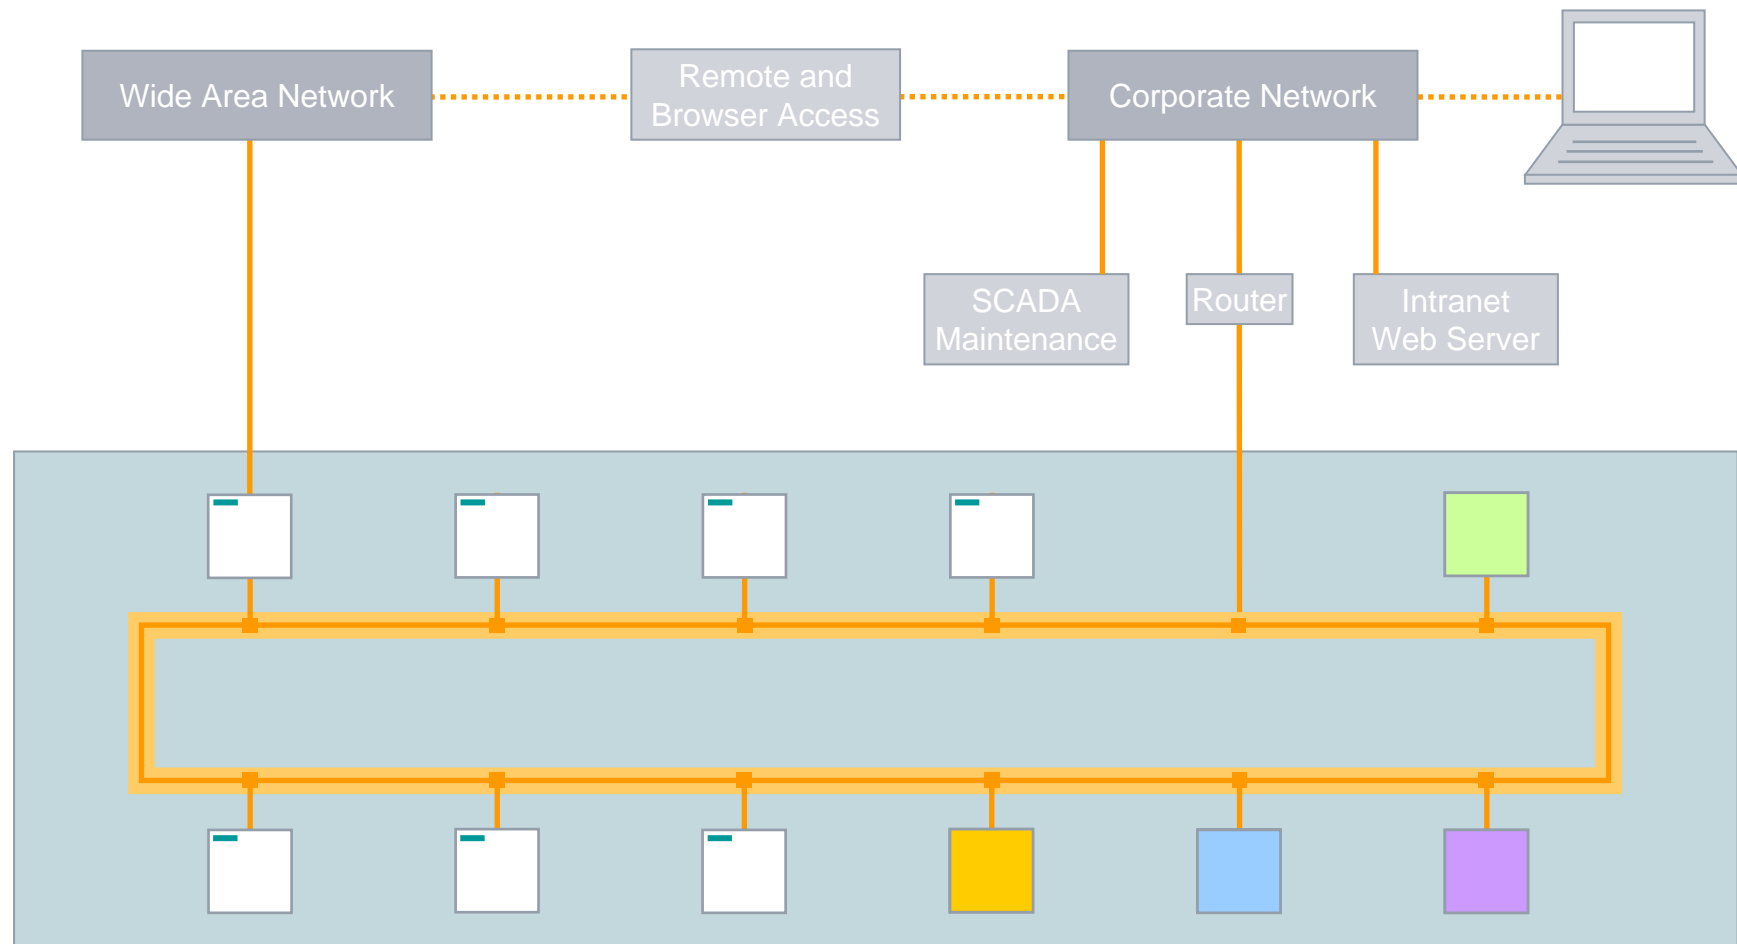 Wide Area Network
Remote and
Browser Access
Corporate Network
SCADA
Maintenance
Router
Intranet
Web Server